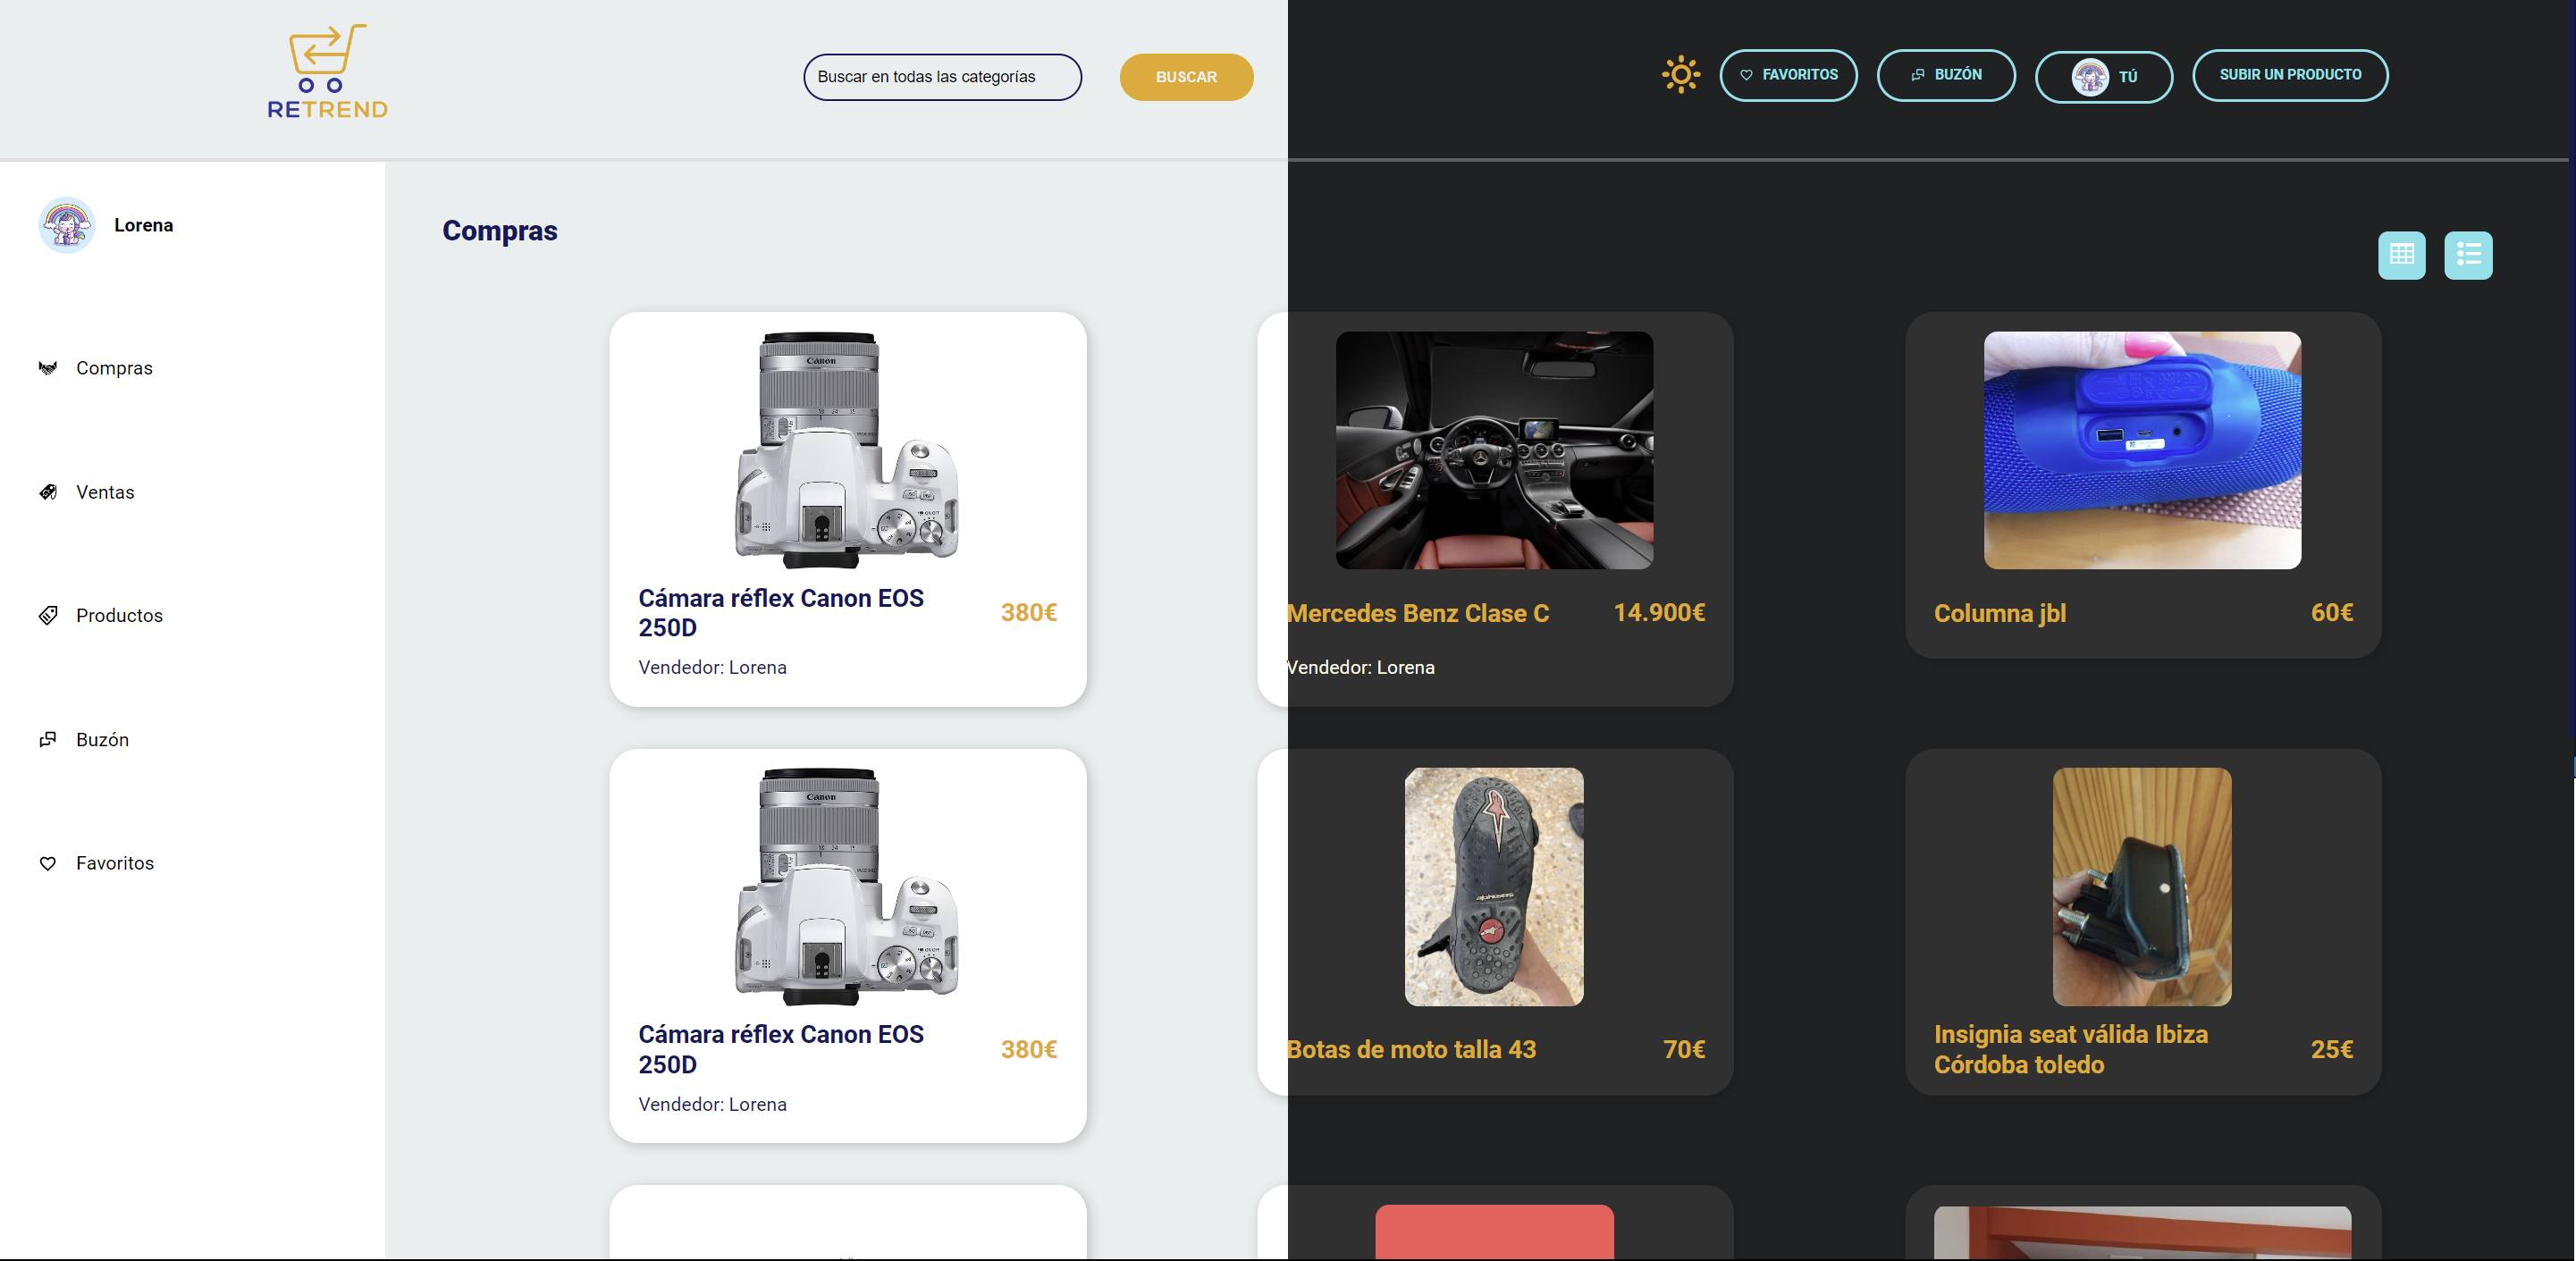 RETREND
Buscar en todas las categorías
BUSCAR
FAVORITOS
BUZÓN
TÚ
SUBIR UN PRODUCTO
Lorena
Compras
Ventas
Productos
Buzón
Favoritos
Compras
Canon
Cámara réflex Canon EOS
250D
380€
Vendedor: Lorena
Mercedes Benz Clase C
14.900€
Vendedor: Lorena
Columna jbl
60€
Canon
Cámara réflex Canon EOS
250D
380€
Vendedor: Lorena
Botas de moto talla 43
70€
Insignia seat válida Ibiza
Córdoba toledo
25€